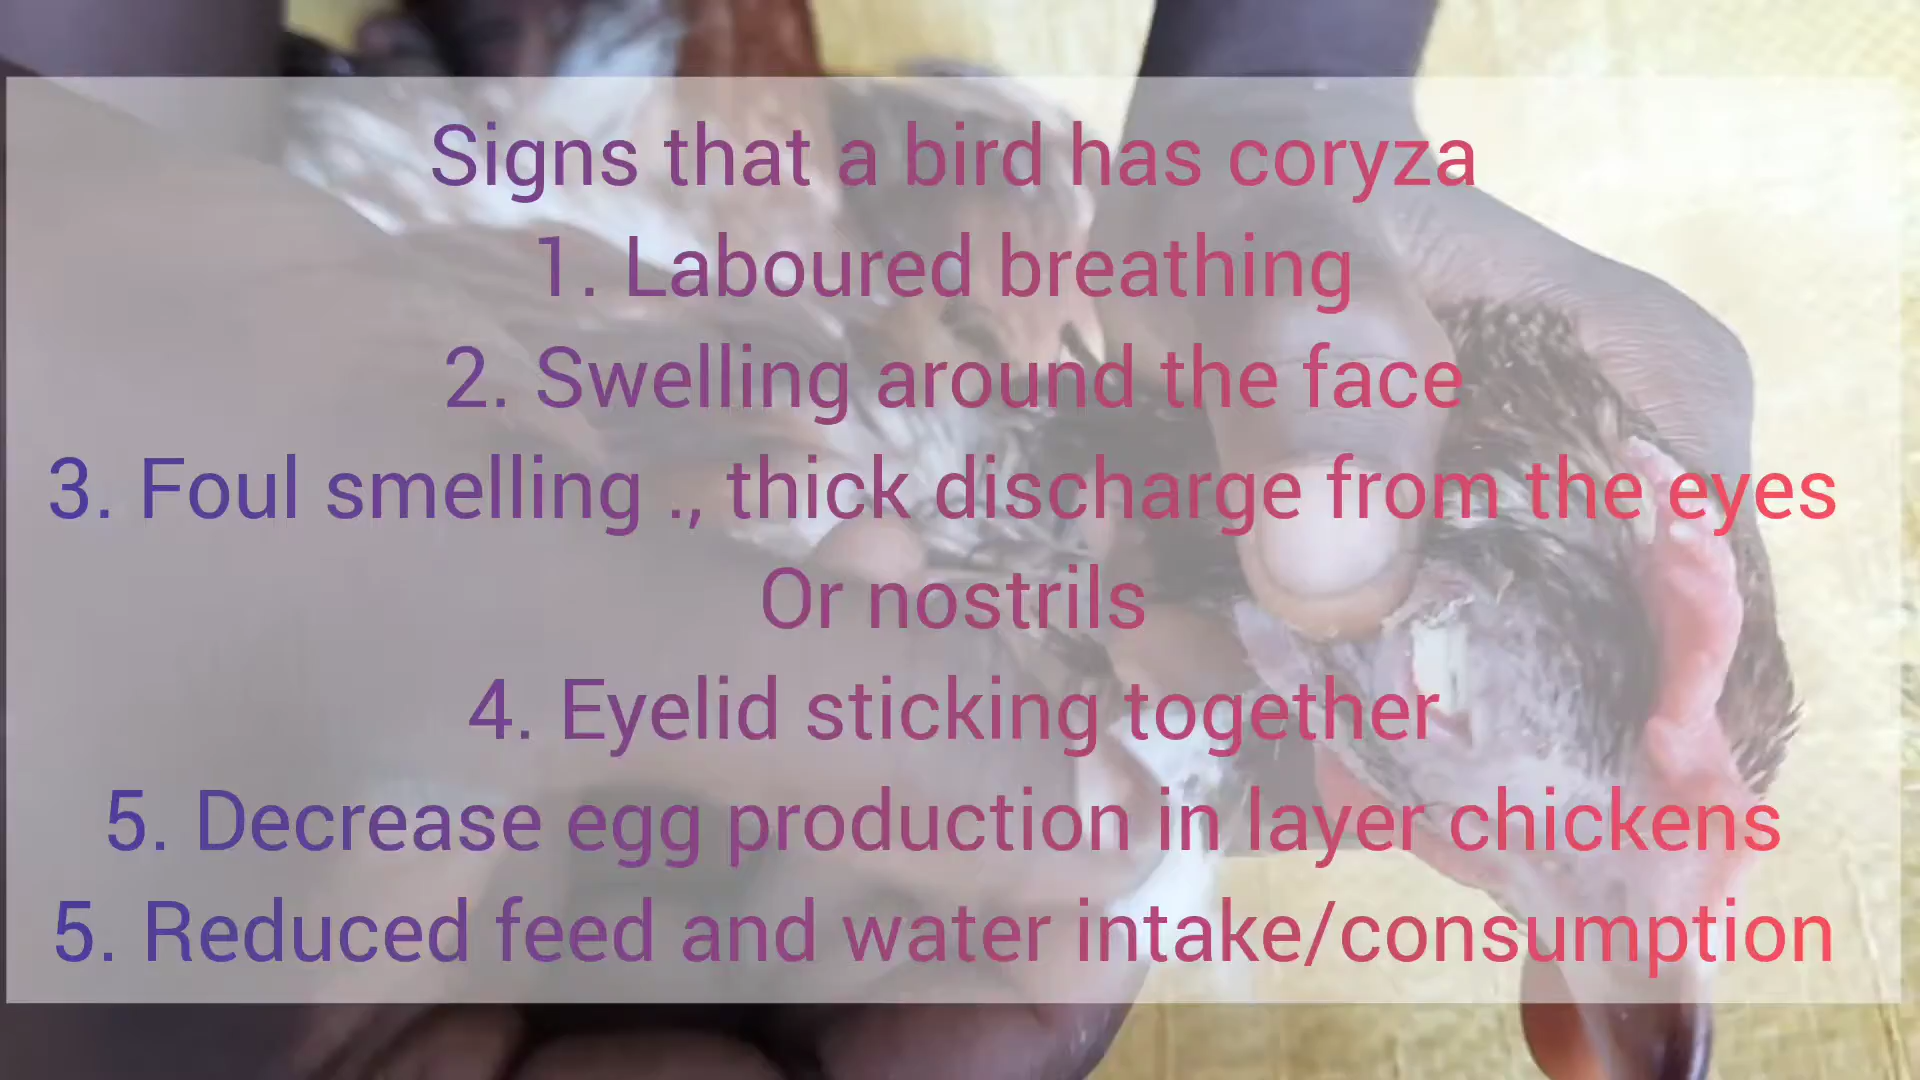 Signs that a bird has coryza
1. Laboured breathing
2. Swelling around the face
3. Foul smelling ., thick discharge from the eyes
Or nostrils
4. Eyelid sticking together
5. Decrease egg production in layer chickens
5. Reduced feed and water intake/consumption